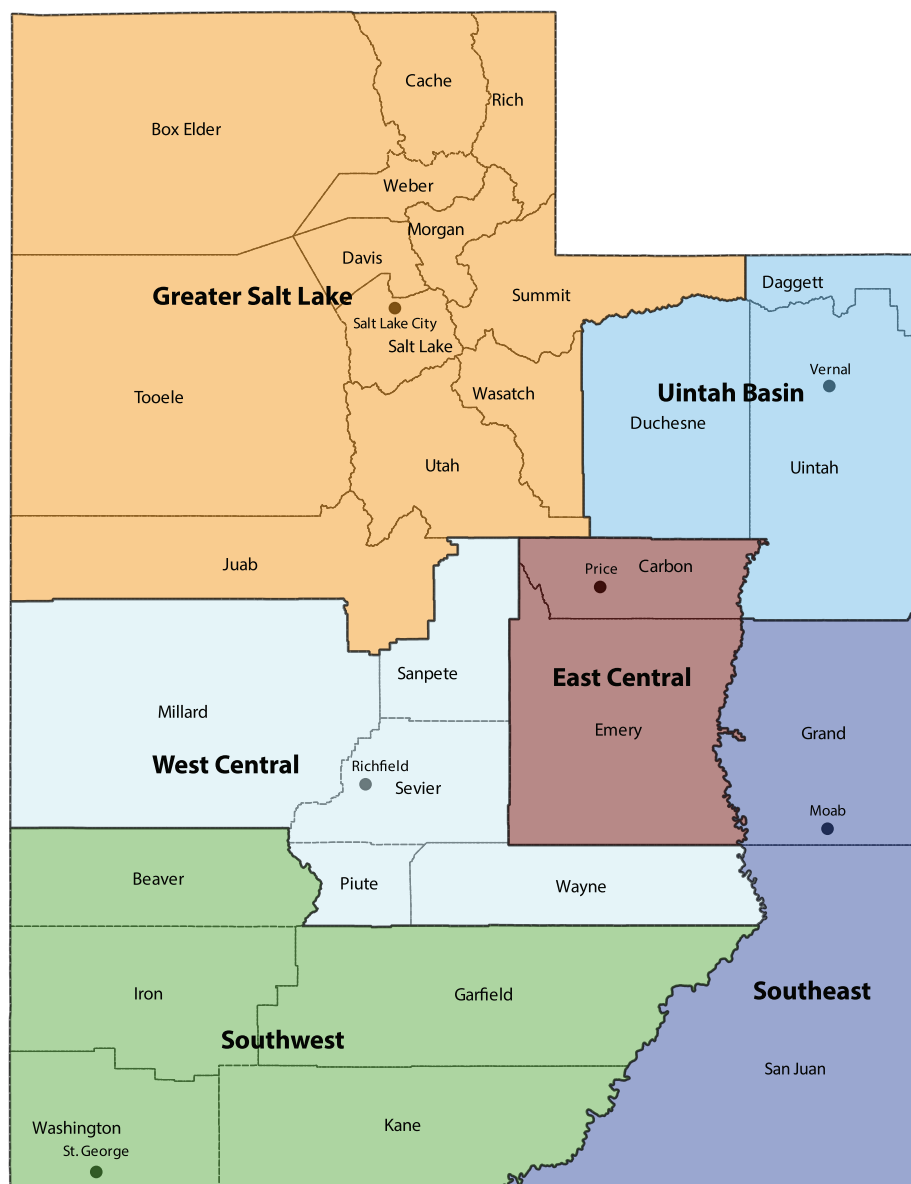 Cache
Rich
Box Elder
Weber
Morgan
Davis
Daggett
Greater Salt Lake
Summit
Salt Lake City
Salt Lake
Vernal
Tooele
Wasatch
Uintah Basin
Duchesne
Utah
Uintah
Juab
Price
Carbon
Sanpete
East Central
Millard
Emery
Grand
West Central
Richfield
Sevier
Moab
Beaver
Piute
Wayne
Iron
Garfield
Southeast
Southwest
San Juan
Washington
Kane
St. George